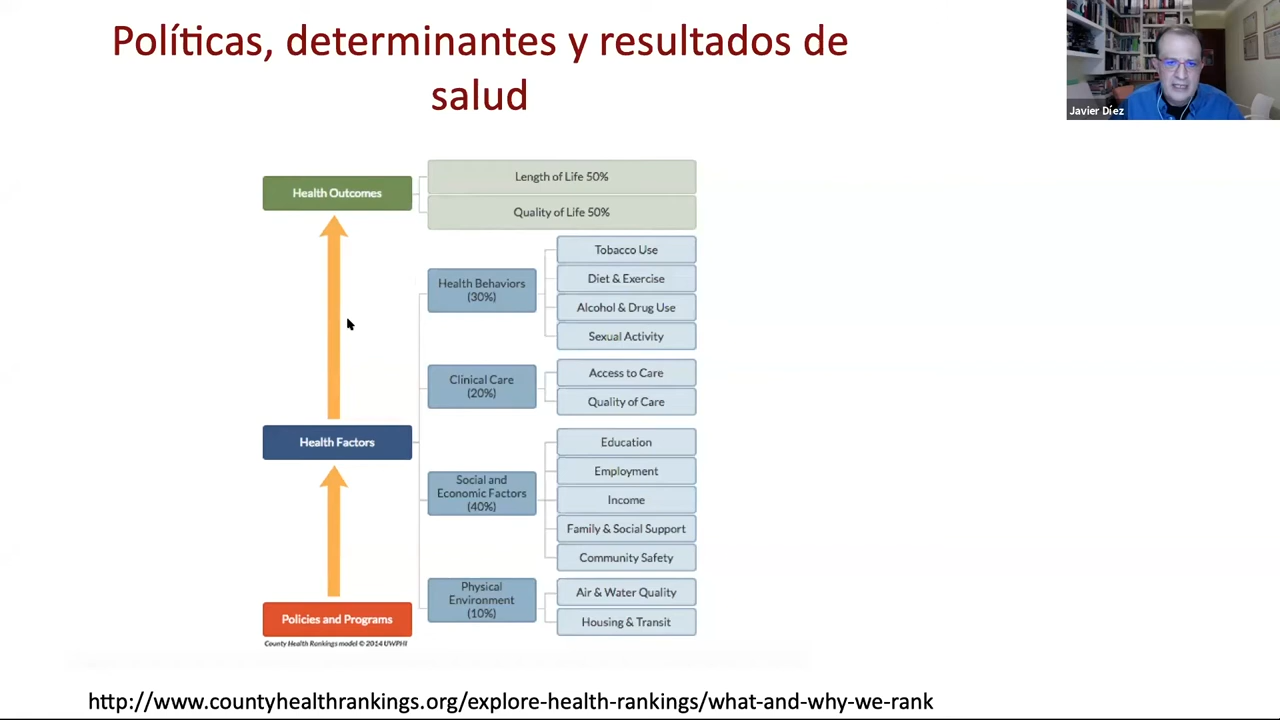 Políticas, determinantes y resultados de
salud
Javier Díez
Health Outcomes
Length of Life 50%
Quality of Life 50%
Health Behaviors
(30%)
Tobacco Use
Diet & Exercise
Alcohol & Drug Use
Sexual Activity
Clinical Care
(20%)
Access to Care
Quality of Care
Health Factors
Social and
Economic Factors
(40%)
Education
Employment
Income
Family & Social Support
Community Safety
Physical
Environment
(10%)
Air & Water Quality
Housing & Transit
Policies and Programs
County Health Rankings model © 2014 UWPHI
http://www.countyhealthrankings.org/explore-health-rankings/what-and-why-we-rank